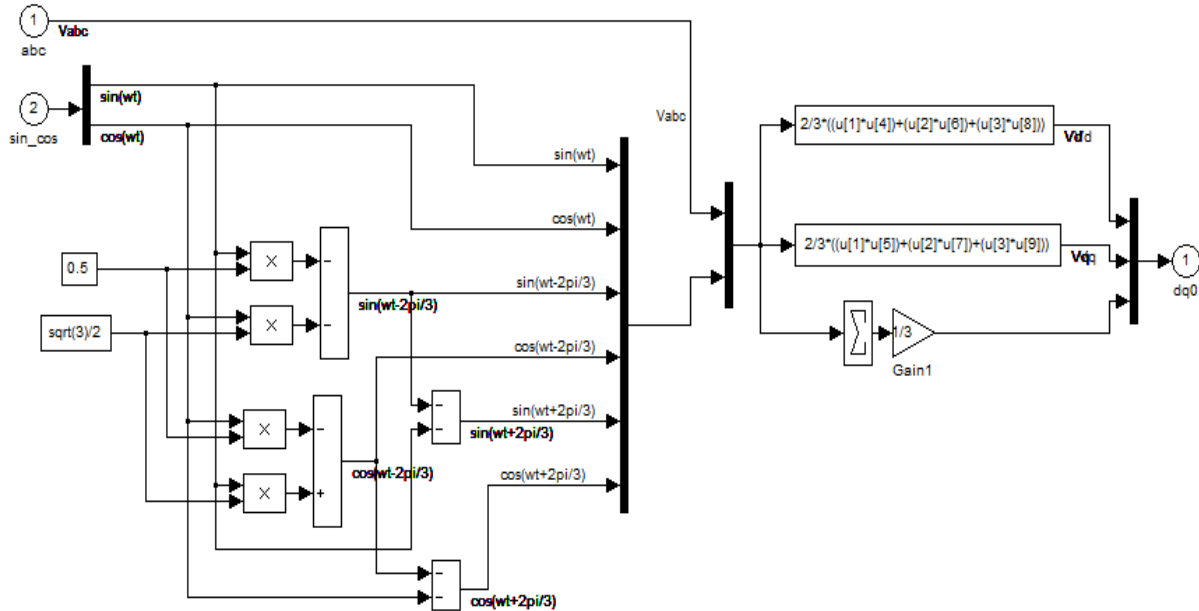 1
Vabc
abc
2
sin_cos
sin(wt)
cos(wt)
0.5
sqrt(3)/2
X
X
X
X
-
-
sin(wt-2pi/3)
-
+
cos(wt-2pi/3)
-
-
sin(wt+2pi/3)
-
-
cos(wt+2pi/3)
sin(wt)
cos(wt)
sin(wt-2pi/3)
cos(wt-2pi/3)
sin(wt+2pi/3)
cos(wt+2pi/3)
Vabc
2/3*((u[1]*u[4])+(u[2]*u[6])+(u[3]*u[8]))
2/3*((u[1]*u[5])+(u[2]*u[7])+(u[3]*u[9]))
Σ
1/3
Gain1
1
dq0